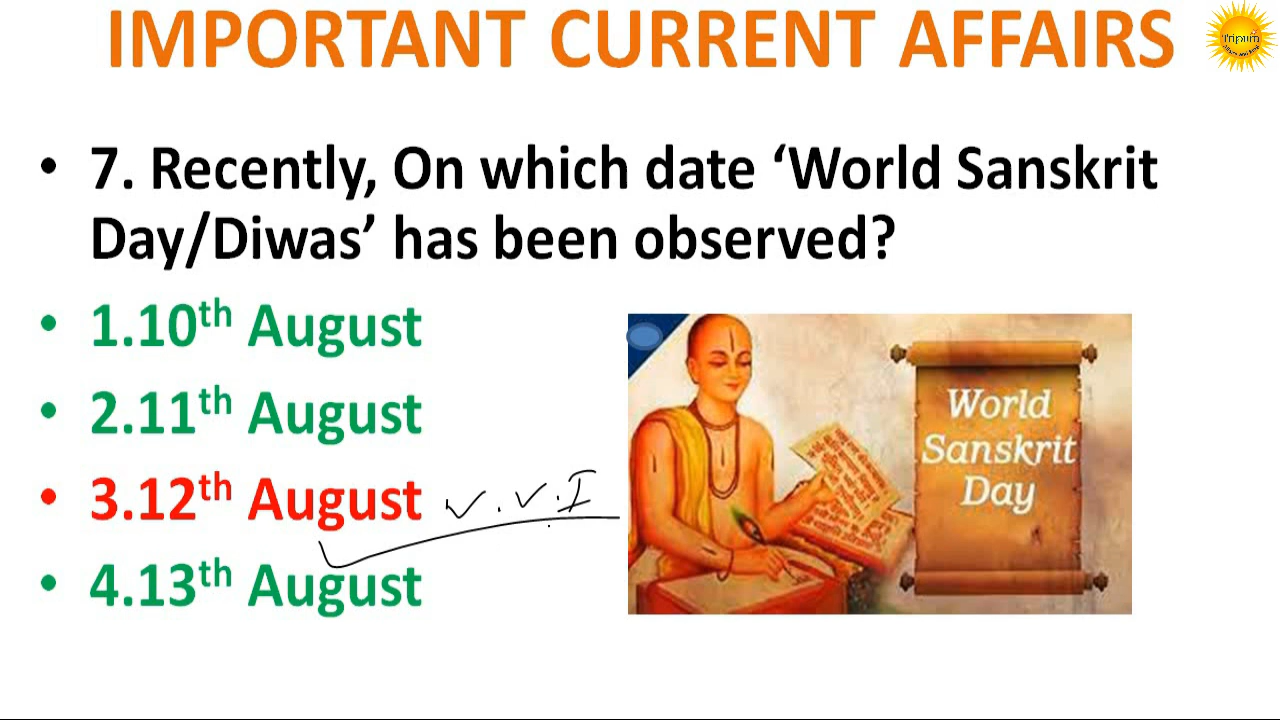 IMPORTANT CURRENT AFFAIRS
Tripura
• 7. Recently, On which date ‘World Sanskrit
Day/Diwas’ has been observed?
• 1.10th August
• 2.11th August
• 3.12th August V.V.I
• 4.13th August
World
Sanskrit
Day